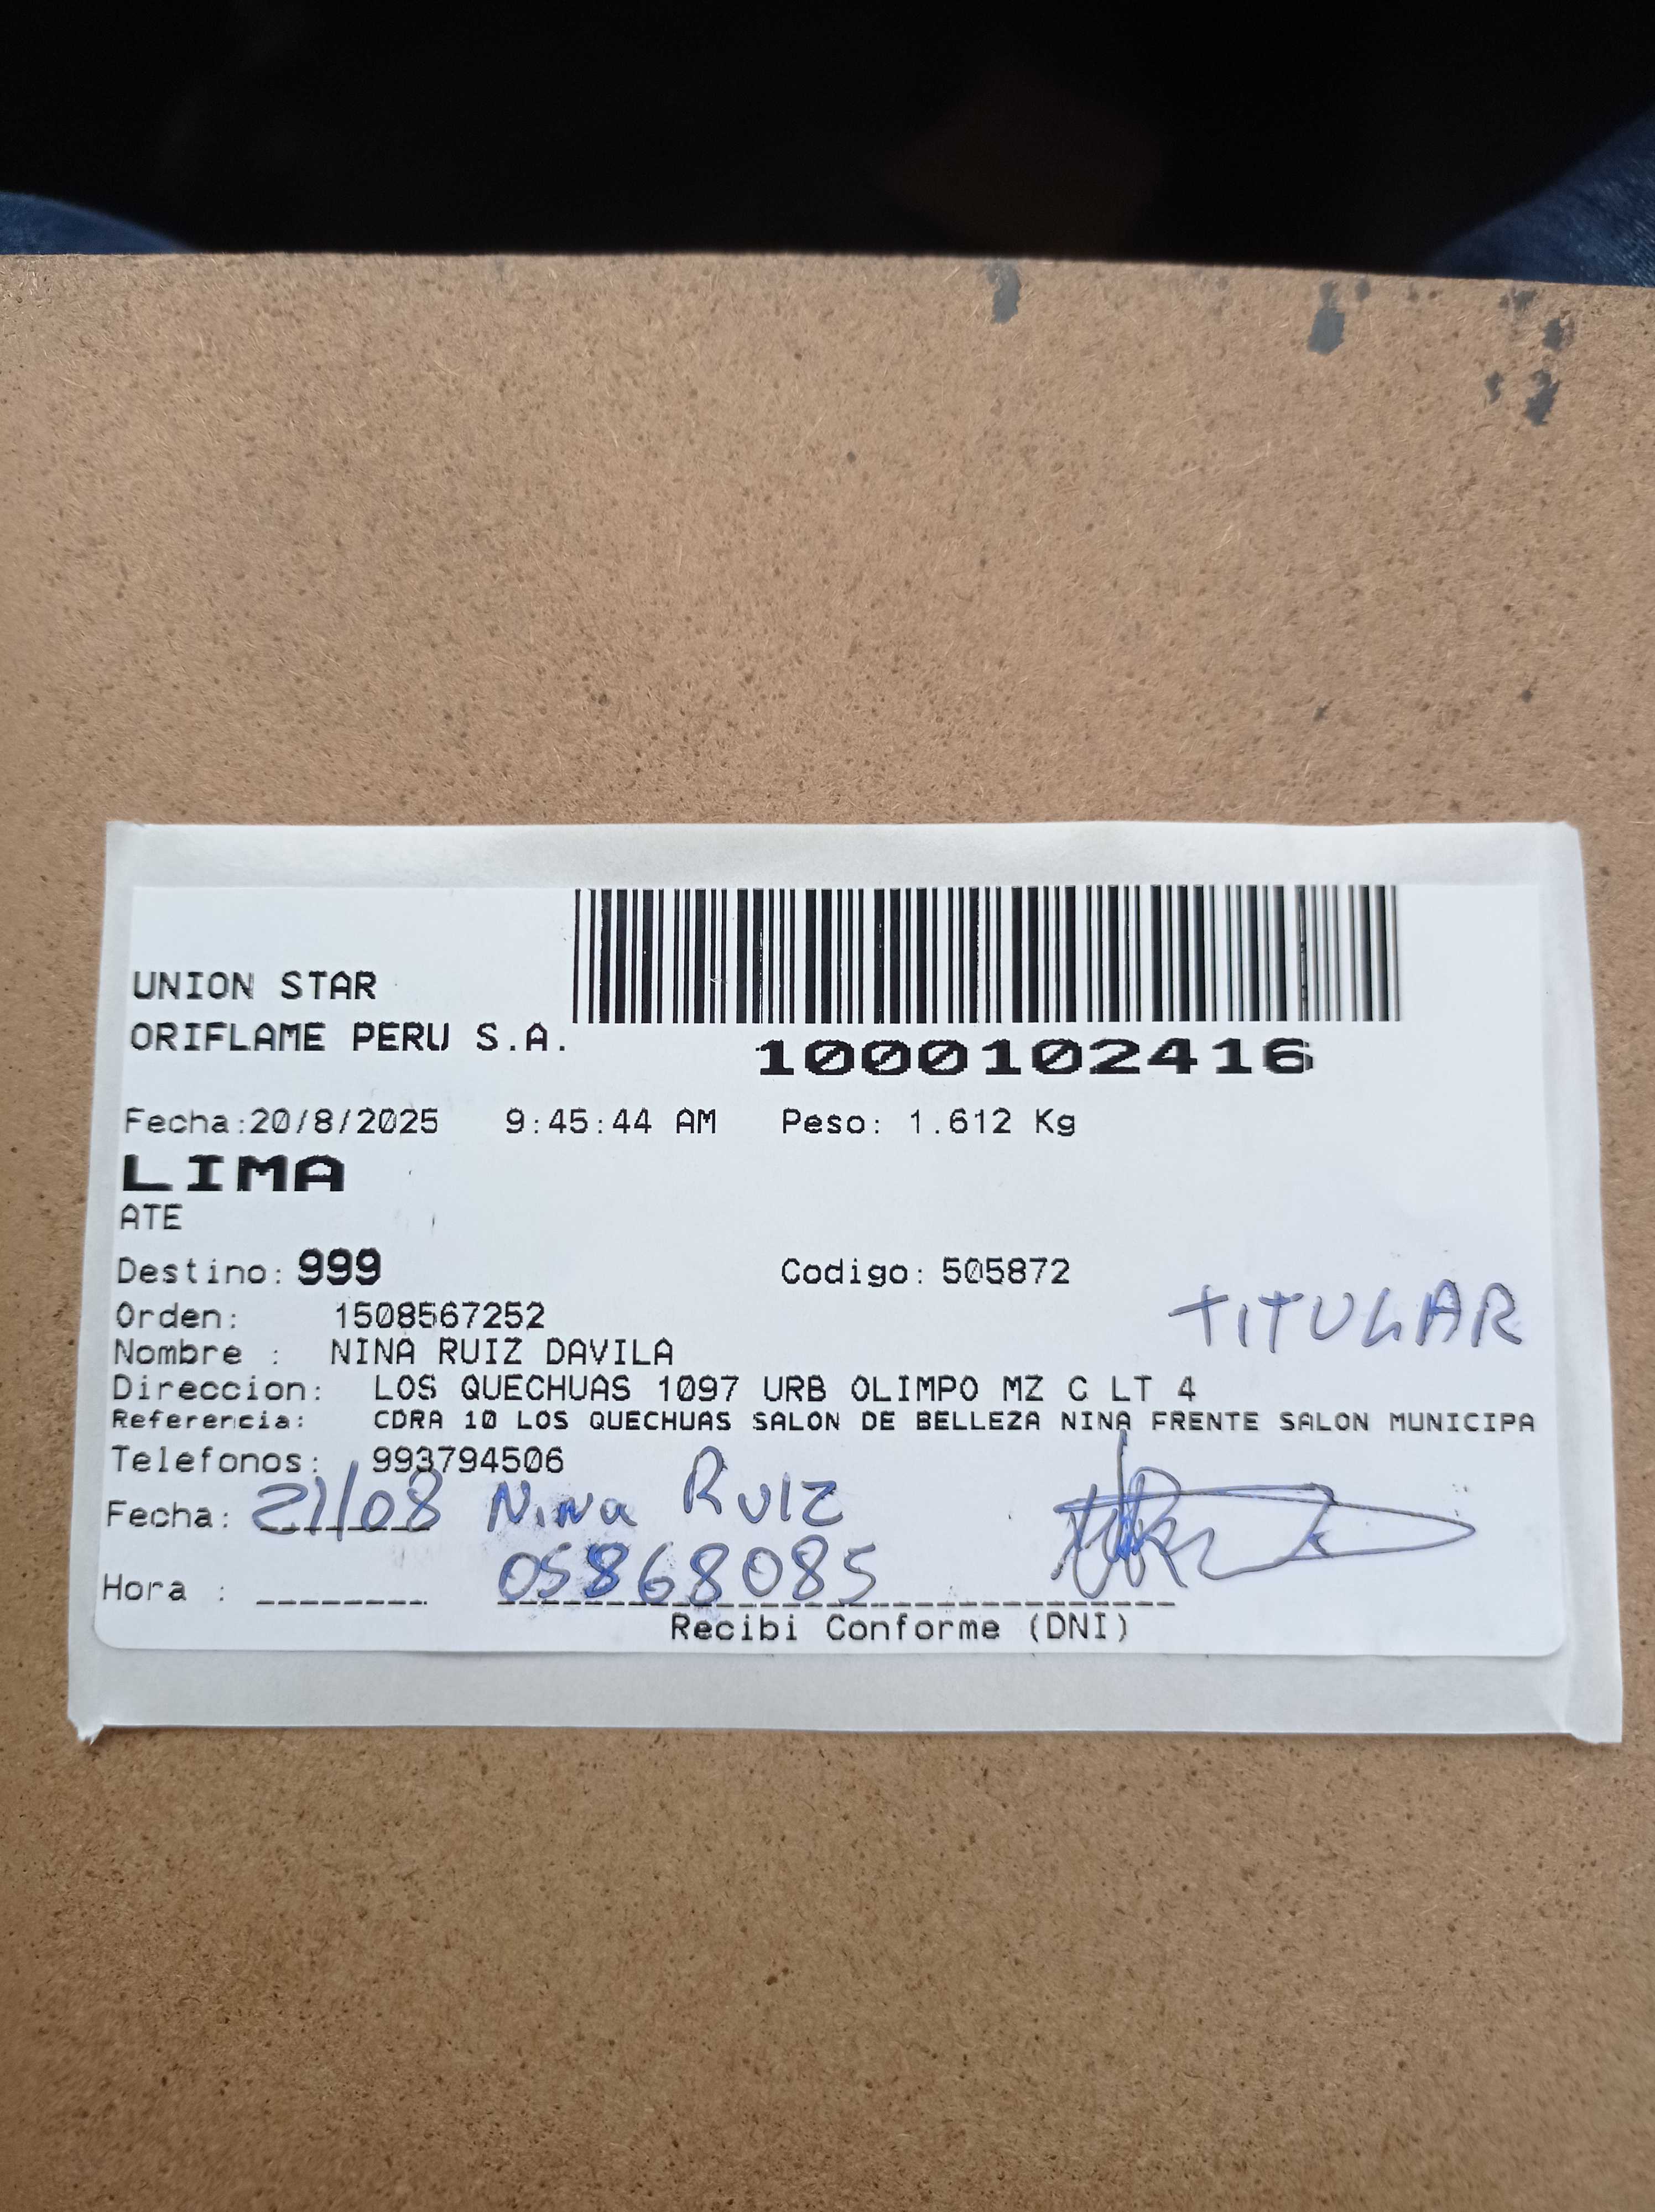 UNION STAR
ORIFLAME PERU S.A.
1000102416
Fecha:20/8/2025 9:45:44 AM Peso: 1.612 Kg
LIMA
ATE
Destino: 999 Codigo: 505872
TITULAR
Orden: 1508567252
Nombre : NINA RUIZ DAVILA
Direccion: LOS QUECHUAS 1097 URB OLIMPO MZ C LT 4
Referencia: CDRA 10 LOS QUECHUAS SALON DE BELLEZA NINA FRENTE SALON MUNICIPA
Telefonos: 993794506
Fecha: 21/08 Nina Ruiz
05868085
Hora :
Recibi Conforme (DNI)